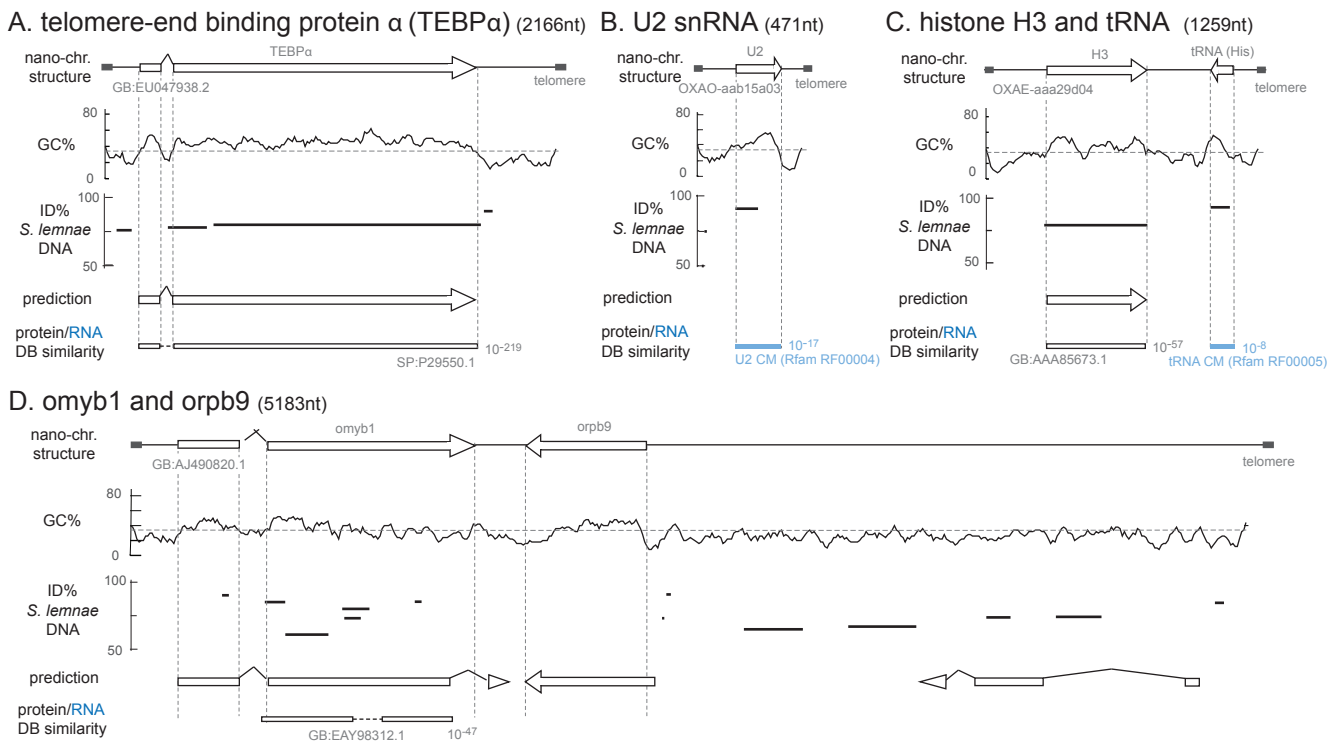 A. telomere-end binding protein α (TEBPα) (2166nt)
nano-chr.
structure
TEBPα
GB:EU047938.2
telomere
GC%
80
0
ID%
S. lemnae
DNA
100
50
prediction
protein/RNA
DB similarity
10⁻²¹⁹
SP:P29550.1
B. U2 snRNA (471nt)
nano-chr.
structure
U2
OXAO-aab15a03
telomere
GC%
80
0
ID%
S. lemnae
DNA
100
50
prediction
protein/RNA
DB similarity
10⁻¹⁷
U2 CM (Rfam RF00004)
C. histone H3 and tRNA (1259nt)
nano-chr.
structure
H3
tRNA (His)
OXAE-aaa29d04
telomere
GC%
80
0
ID%
S. lemnae
DNA
100
50
prediction
protein/RNA
DB similarity
10⁻⁵⁷
GB:AAA85673.1
10⁻⁸
tRNA CM (Rfam RF00005)
D. omyb1 and orpb9 (5183nt)
nano-chr.
structure
omyb1
orpb9
GB:AJ490820.1
telomere
GC%
80
0
ID%
S. lemnae
DNA
100
50
prediction
protein/RNA
DB similarity
GB:EAY98312.1
10⁻⁴⁷